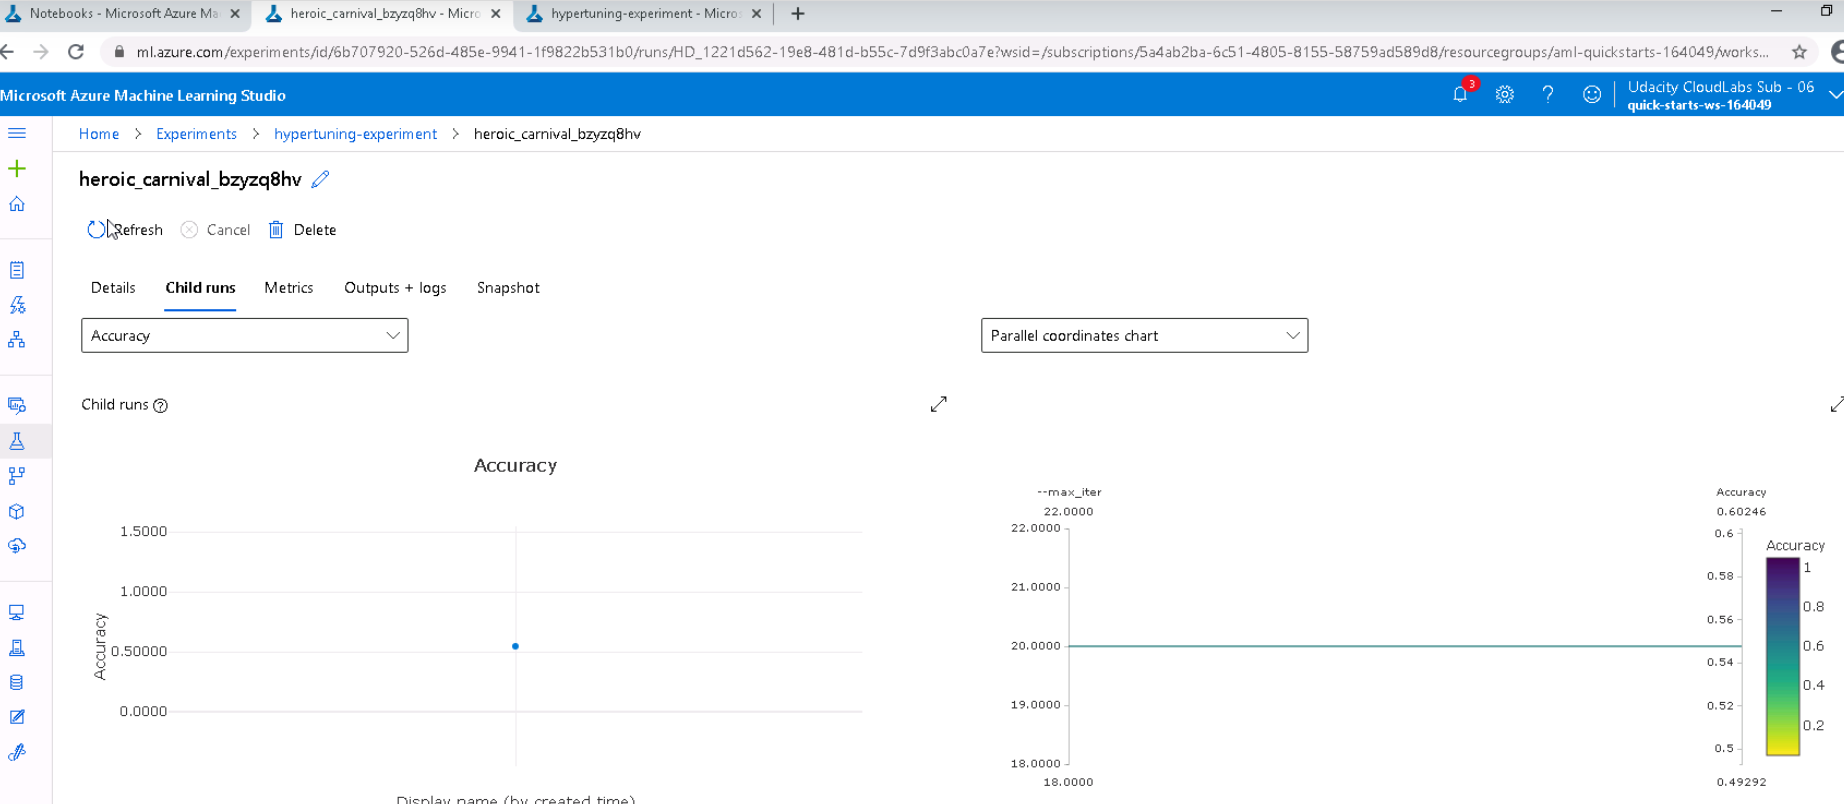 Notebooks - Microsoft Azure Ma
heroic_carnival_bzyzq8hv - Micro
hypertuning-experiment - Micros
ml.azure.com/experiments/id/6b707920-526d-485e-9941-1f9822b531b0/runs/HD_1221d562-19e8-481d-b55c-7d9f3abc0a7e?wsid=/subscriptions/5a4ab2ba-6c51-4805-8155-58759ad589d8/resourcegroups/aml-quickstarts-164049/works...
Microsoft Azure Machine Learning Studio
3
?
Udacity CloudLabs Sub - 06
quick-starts-ws-164049
Home > Experiments > hypertuning-experiment > heroic_carnival_bzyzq8hv
heroic_carnival_bzyzq8hv
Refresh Cancel Delete
Details Child runs Metrics Outputs + logs Snapshot
Accuracy
Parallel coordinates chart
Child runs ?
Accuracy
1.5000
1.0000
0.50000
0.0000
Accuracy
Display name (by created time)
--max_iter
22.0000
22.0000
21.0000
20.0000
19.0000
18.0000
18.0000
Accuracy
0.60246
0.6
0.58
0.56
0.54
0.52
0.5
0.49292
Accuracy
1
0.8
0.6
0.4
0.2